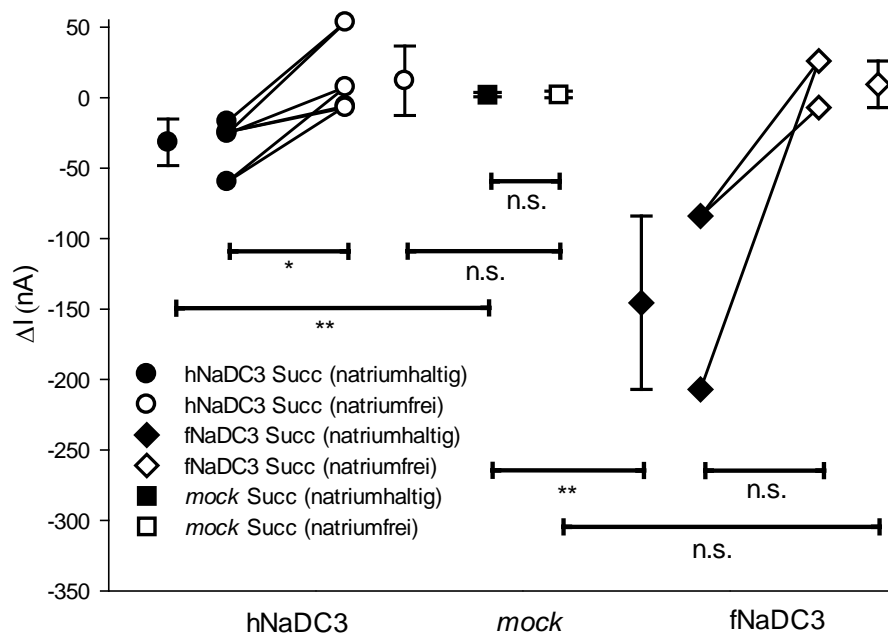 50
0
n.s.
-50
-100
*
n.s.
-150
**
ΔI (nA)
hNaDC3 Succ (natriumhaltig)
-200
hNaDC3 Succ (natriumfrei)
fNaDC3 Succ (natriumhaltig)
-250
fNaDC3 Succ (natriumfrei)
**
n.s.
mock Succ (natriumhaltig)
-300
mock Succ (natriumfrei)
n.s.
-350
hNaDC3 mock fNaDC3